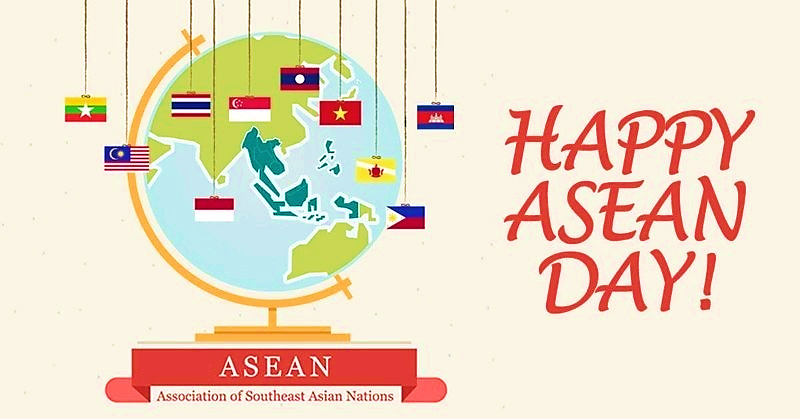 HAPPY
ASEAN
DAY!
ASEAN
Association of Southeast Asian Nations